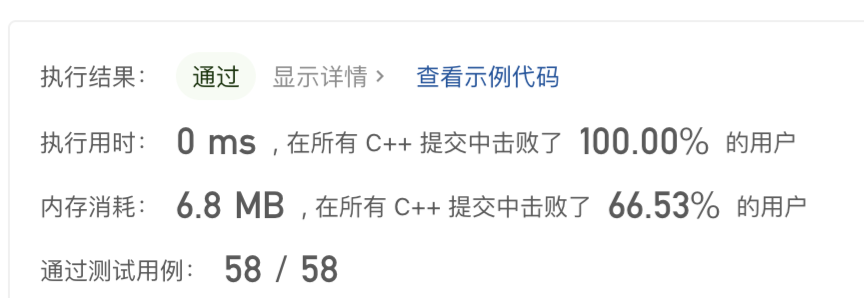 执行结果： 通过 显示详情 > 查看示例代码
执行用时： 0 ms ，在所有 C++ 提交中击败了 100.00% 的用户
内存消耗： 6.8 MB ，在所有 C++ 提交中击败了 66.53% 的用户
通过测试用例： 58 / 58